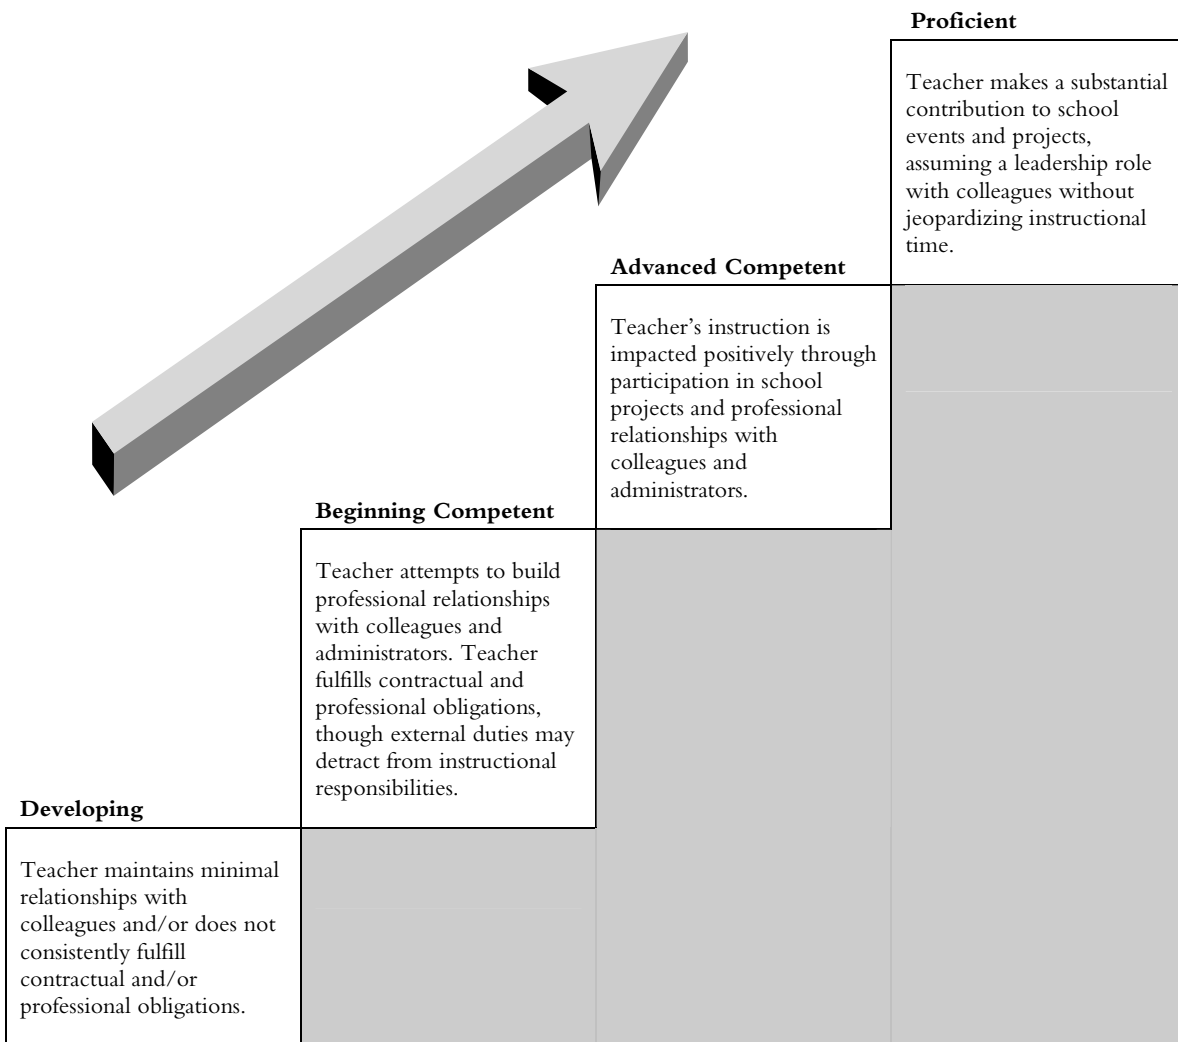 Proficient
Teacher makes a substantial
contribution to school
events and projects,
assuming a leadership role
with colleagues without
jeopardizing instructional
time.
Advanced Competent
Teacher’s instruction is
impacted positively through
participation in school
projects and professional
relationships with
colleagues and
administrators.
Beginning Competent
Teacher attempts to build
professional relationships
with colleagues and
administrators. Teacher
fulfills contractual and
professional obligations,
though external duties may
detract from instructional
responsibilities.
Developing
Teacher maintains minimal
relationships with
colleagues and/or does not
consistently fulfill
contractual and/or
professional obligations.